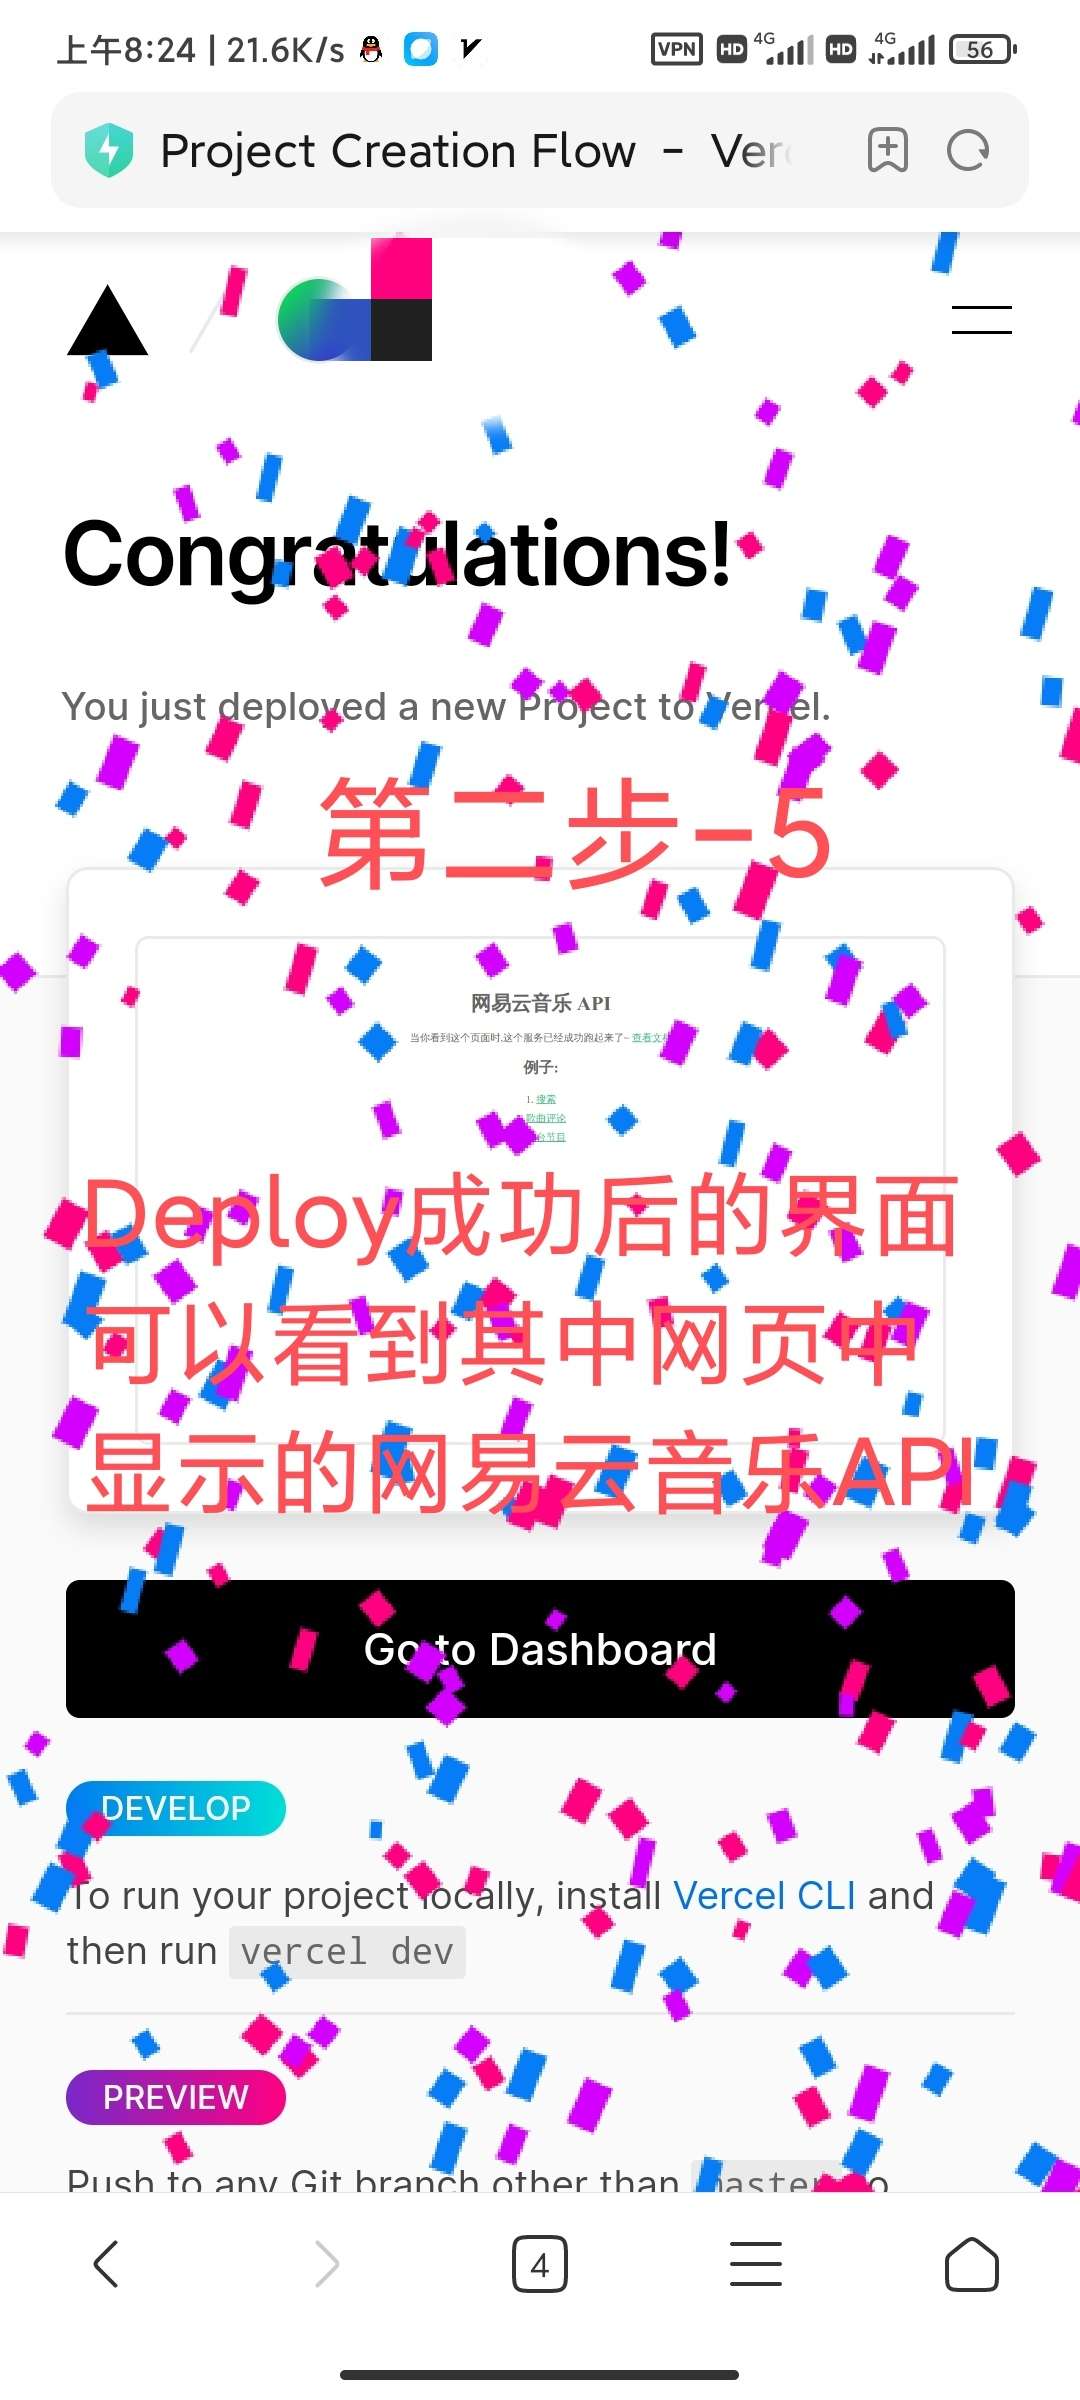 上午8:24 | 21.6K/s
VPN HD 4G HD 4G 56
Project Creation Flow - Ver
Congratulations!
You just deployed a new Project to Vercel.
第二步-5
网易云音乐 API
当你看到这个页面时,这个服务已经成功跑起来了~ 查看文
例子:
1. 搜索
歌曲评论
台节目
Deploy成功后的界面
可以看到其中网页中
显示的网易云音乐API
Go to Dashboard
DEVELOP
To run your project locally, install Vercel CLI and
then run vercel dev
PREVIEW
Push to any Git branch other than master to
4